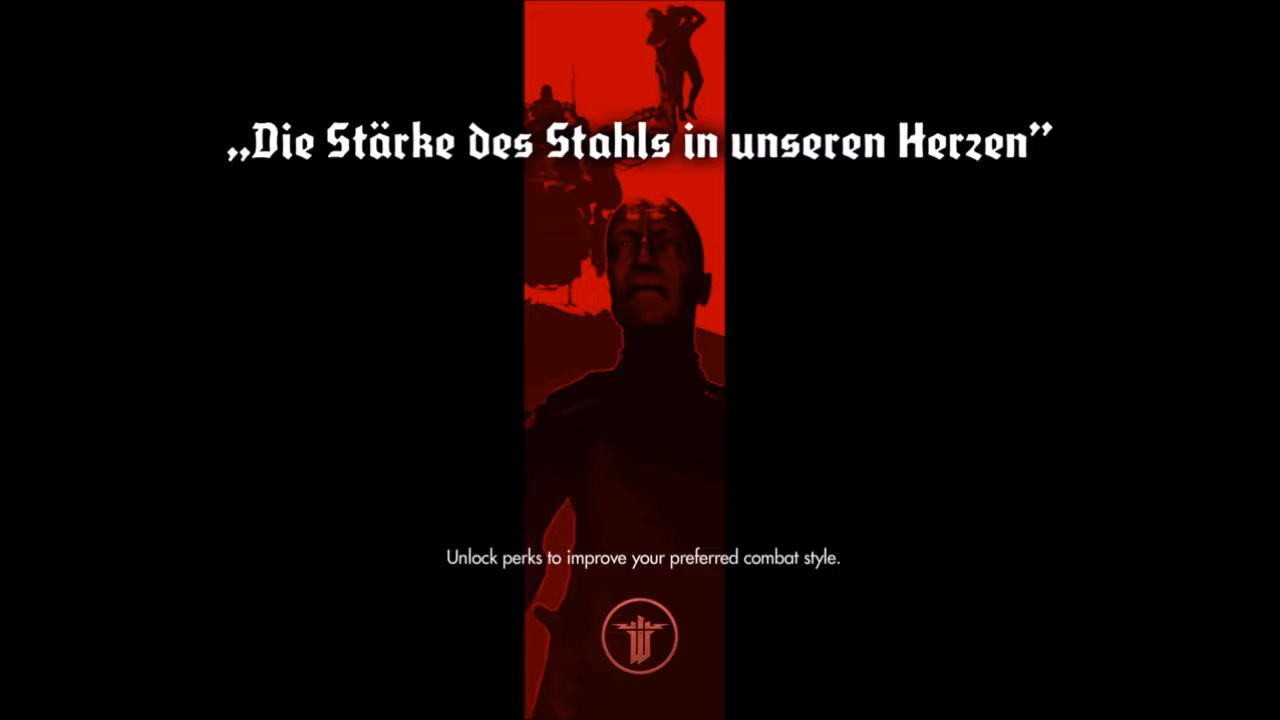 „Die Stärke des Stahls in unseren Herzen”
Unlock perks to improve your preferred combat style.